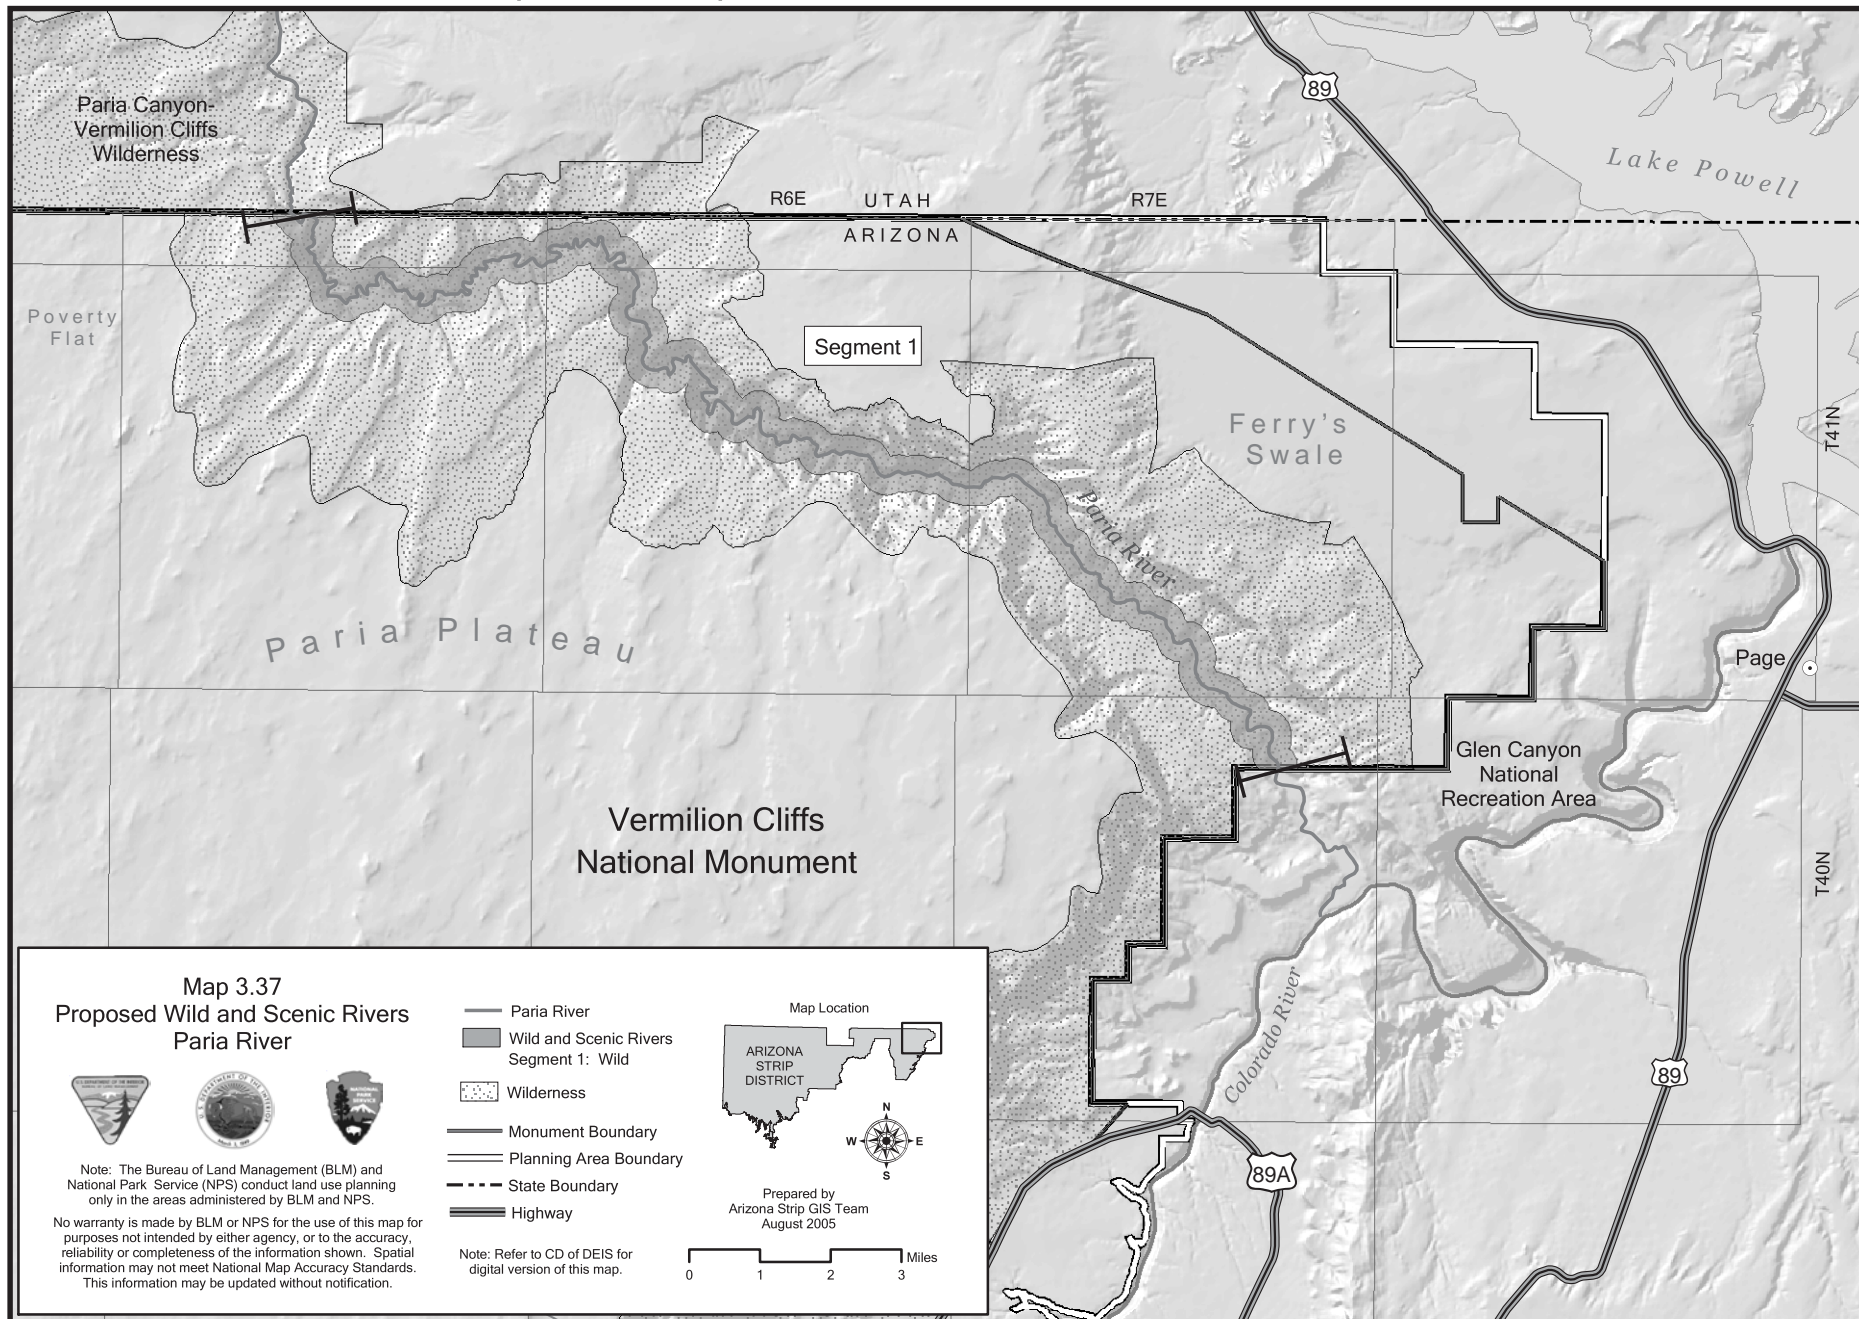 89
Paria Canyon-
Vermilion Cliffs
Wilderness
Lake Powell
R6E
UTAH
R7E
ARIZONA
Poverty
Flat
Segment 1
Ferry's
Swale
T41N
Paria River
Paria Plateau
Page
Glen Canyon
National
Recreation Area
Vermilion Cliffs
National Monument
T40N
Colorado River
89
89A
Map 3.37
Proposed Wild and Scenic Rivers
Paria River
NATIONAL
PARK
SERVICE
Note: The Bureau of Land Management (BLM) and
National Park Service (NPS) conduct land use planning
only in the areas administered by BLM and NPS.
No warranty is made by BLM or NPS for the use of this map for
purposes not intended by either agency, or to the accuracy,
reliability or completeness of the information shown. Spatial
information may not meet National Map Accuracy Standards.
This information may be updated without notification.
Paria River
Wild and Scenic Rivers
Segment 1: Wild
Wilderness
Monument Boundary
Planning Area Boundary
State Boundary
Highway
Note: Refer to CD of DEIS for
digital version of this map.
Map Location
ARIZONA
STRIP
DISTRICT
N
W
E
S
Prepared by
Arizona Strip GIS Team
August 2005
Miles
0 1 2 3